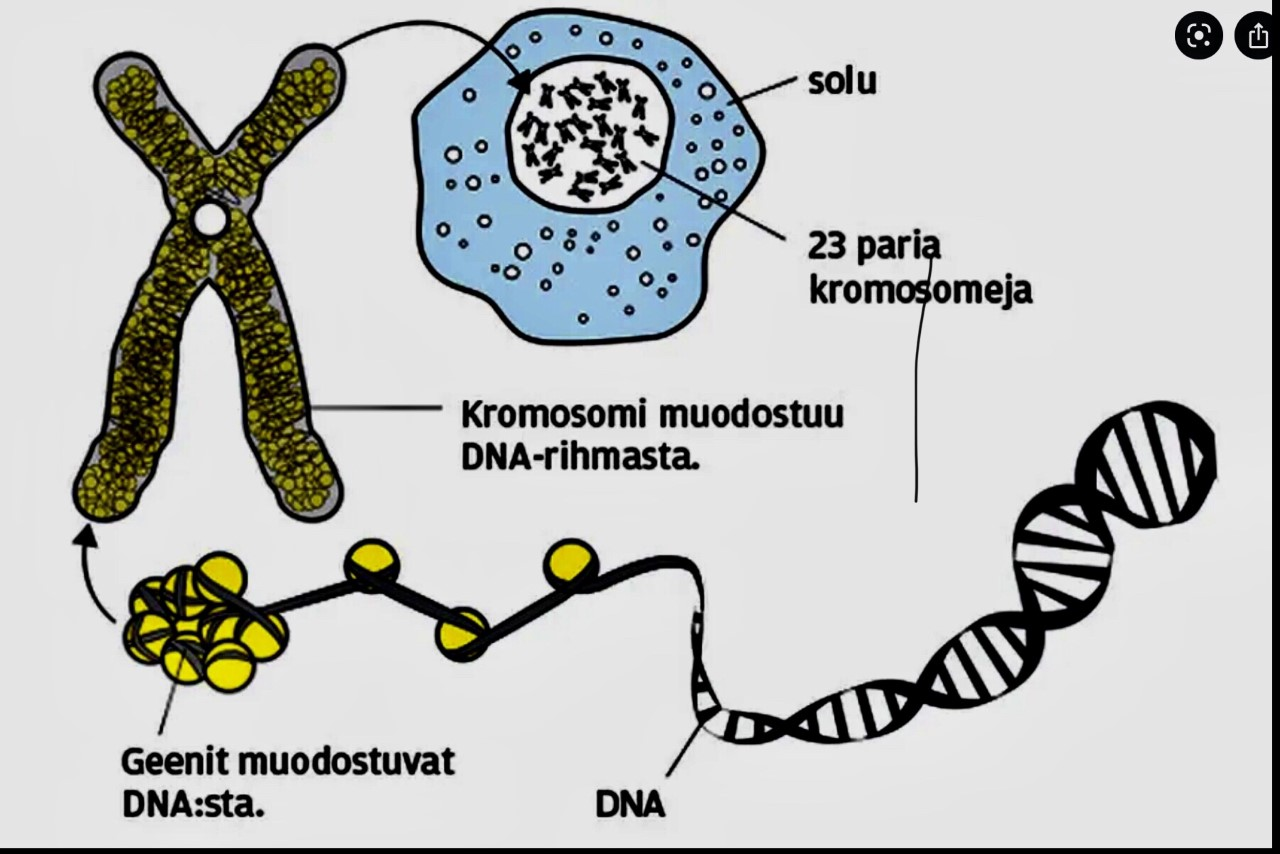 solu
23 paria
kromosomeja
Kromosomi muodostuu
DNA-rihmasta.
Geenit muodostuvat
DNA:sta.
DNA